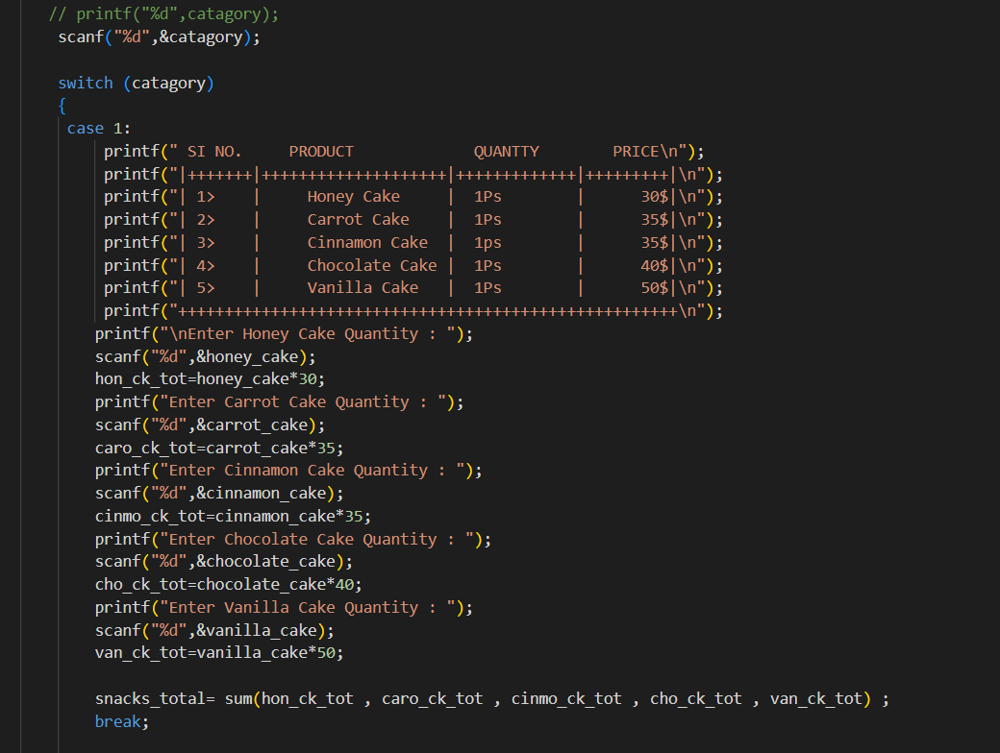 // printf("%d",catagory);
scanf("%d",&catagory);
switch (catagory)
{
case 1:
printf(" SI NO.     PRODUCT             QUANTTY        PRICE\n");
printf("|+++++++|++++++++++++++++++++|+++++++++++++|+++++++++|\n");
printf("| 1>    |     Honey Cake     |  1Ps        |      30$|\n");
printf("| 2>    |     Carrot Cake    |  1Ps        |      35$|\n");
printf("| 3>    |     Cinnamon Cake  |  1ps        |      35$|\n");
printf("| 4>    |     Chocolate Cake |  1Ps        |      40$|\n");
printf("| 5>    |     Vanilla Cake   |  1Ps        |      50$|\n");
printf("++++++++++++++++++++++++++++++++++++++++++++++++++++++\n");
printf("\nEnter Honey Cake Quantity : ");
scanf("%d",&honey_cake);
hon_ck_tot=honey_cake*30;
printf("Enter Carrot Cake Quantity : ");
scanf("%d",&carrot_cake);
caro_ck_tot=carrot_cake*35;
printf("Enter Cinnamon Cake Quantity : ");
scanf("%d",&cinnamon_cake);
cinmo_ck_tot=cinnamon_cake*35;
printf("Enter Chocolate Cake Quantity : ");
scanf("%d",&chocolate_cake);
cho_ck_tot=chocolate_cake*40;
printf("Enter Vanilla Cake Quantity : ");
scanf("%d",&vanilla_cake);
van_ck_tot=vanilla_cake*50;
snacks_total= sum(hon_ck_tot , caro_ck_tot , cinmo_ck_tot , cho_ck_tot , van_ck_tot) ;
break;